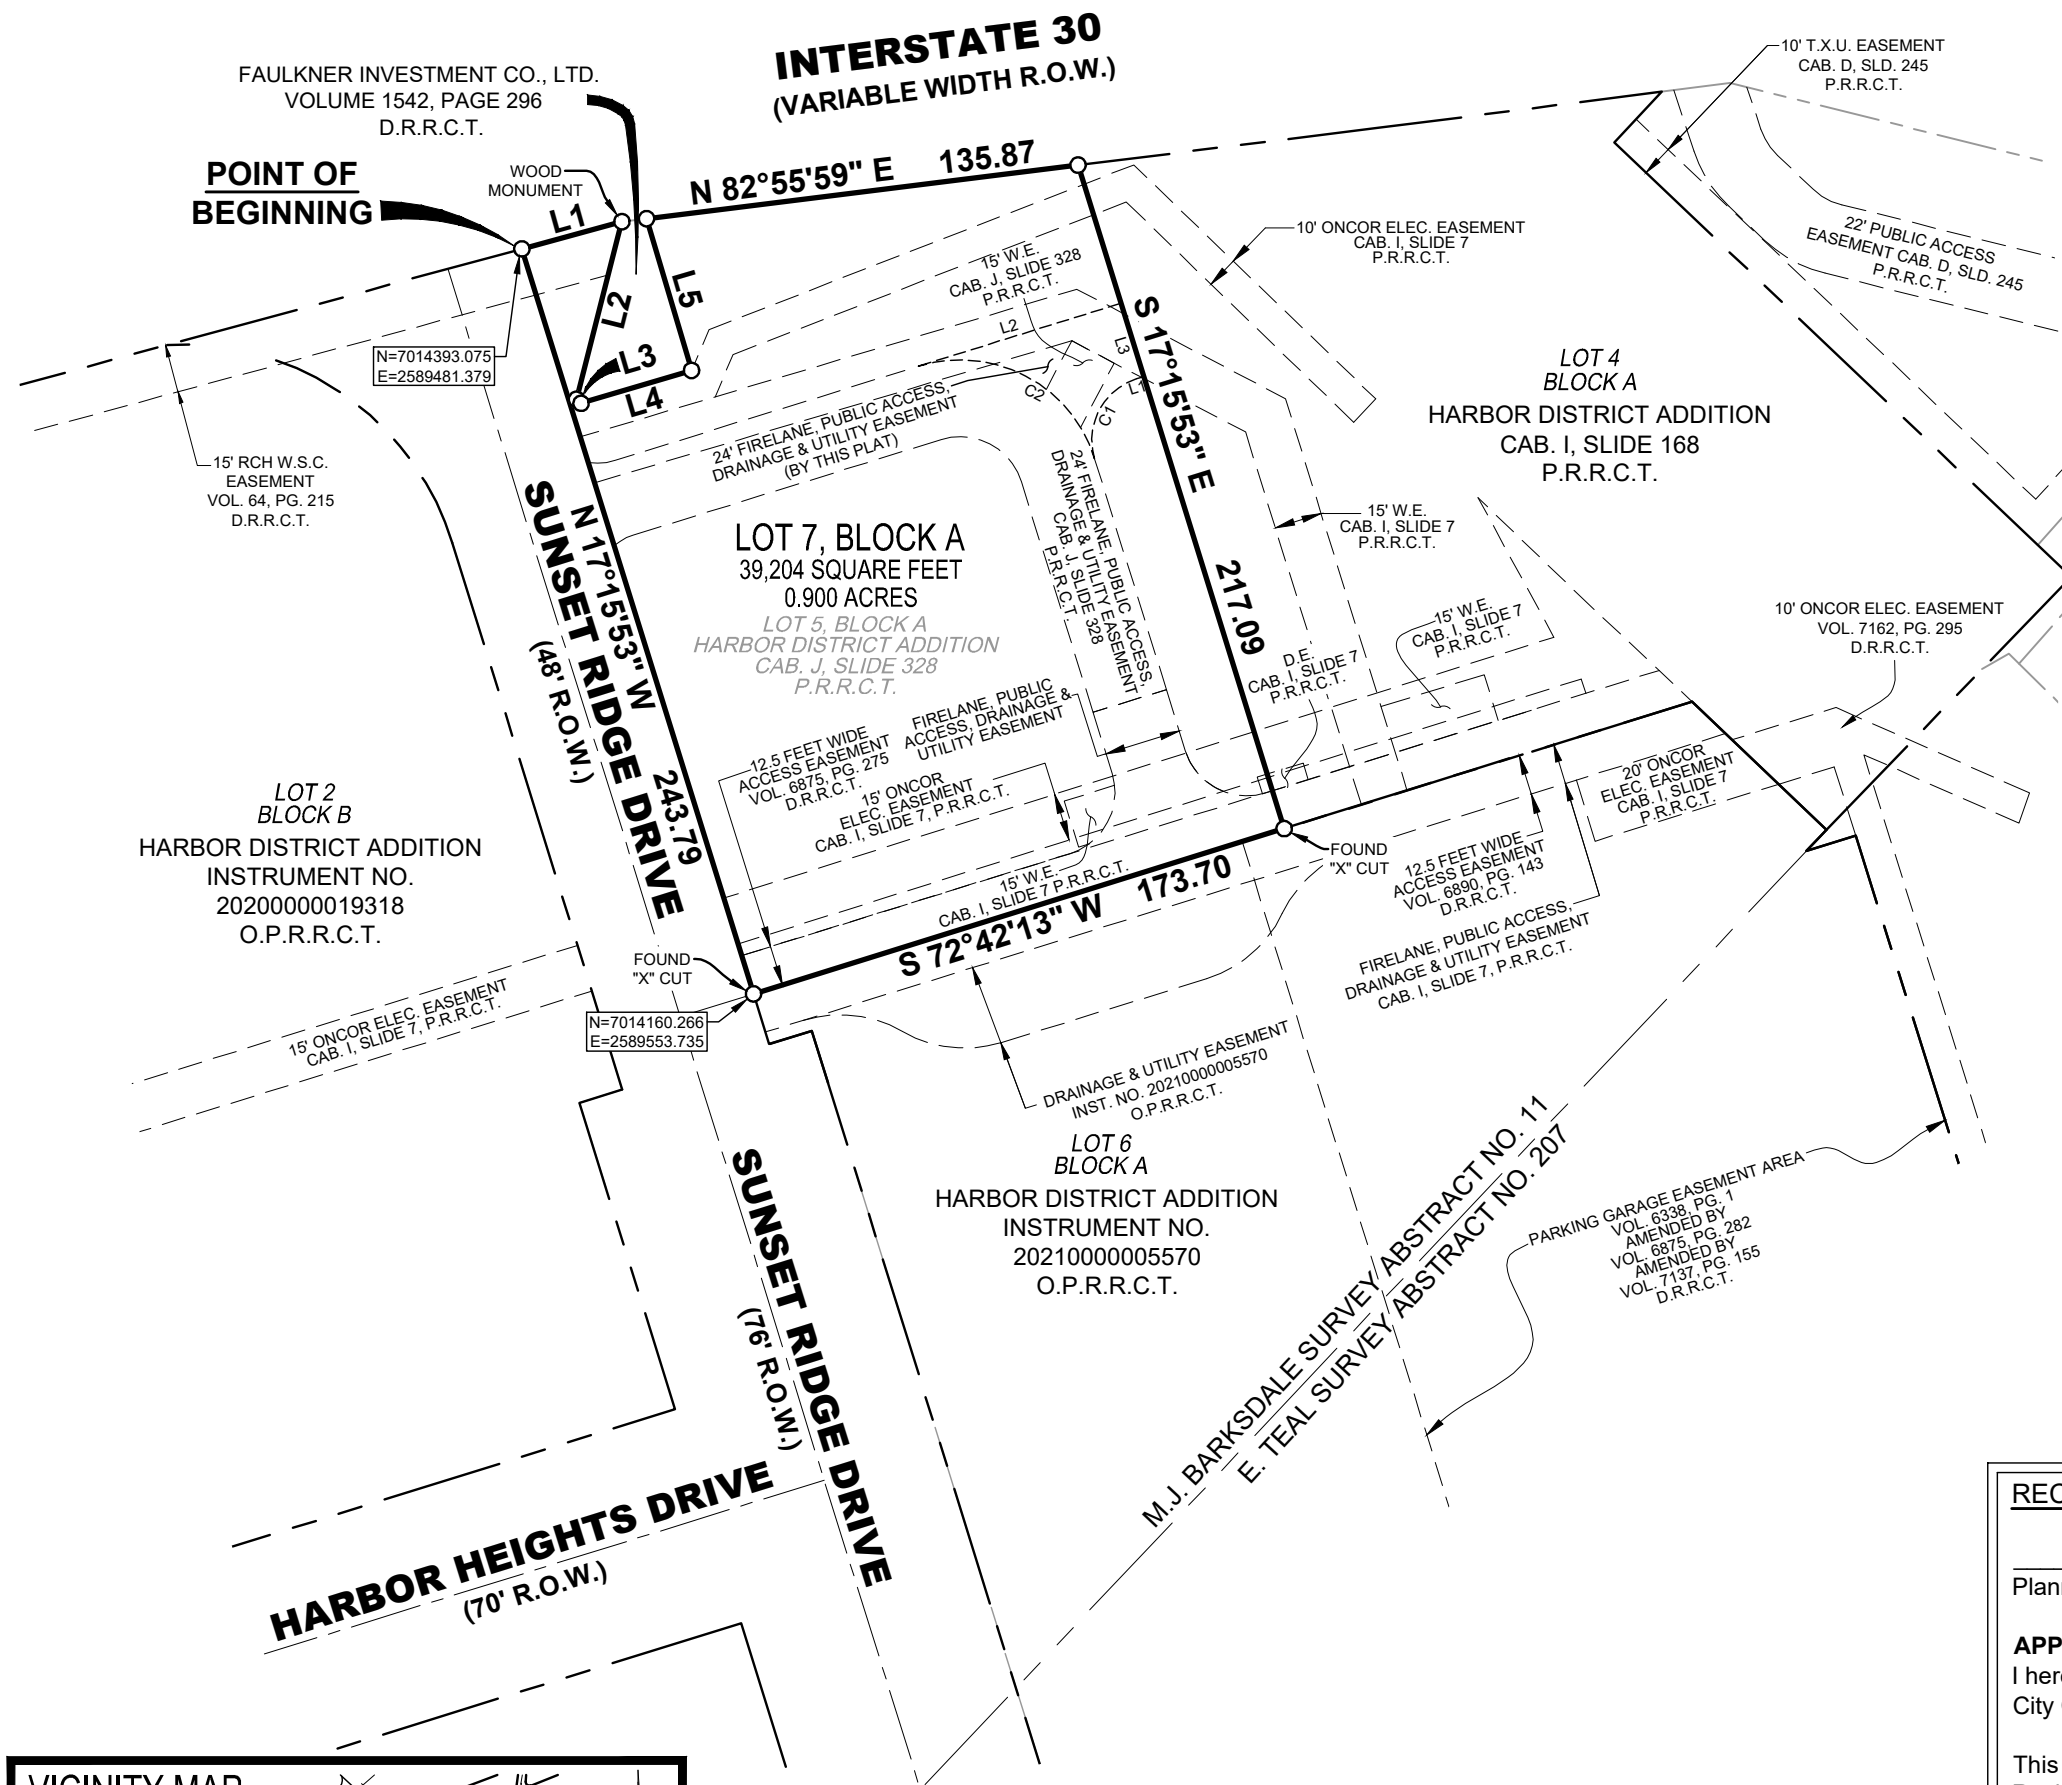 INTERSTATE 30
(VARIABLE WIDTH R.O.W.)
FAULKNER INVESTMENT CO., LTD.
VOLUME 1542, PAGE 296
D.R.R.C.T.
10' T.X.U. EASEMENT
CAB. D, SLD. 245
P.R.R.C.T.
POINT OF
BEGINNING
WOOD
MONUMENT
L1
N 82°55'59" E 135.87
22' PUBLIC ACCESS
EASEMENT CAB. D, SLD. 245
P.R.R.C.T.
10' ONCOR ELEC. EASEMENT
CAB. I, SLIDE 7
P.R.R.C.T.
15' W.E.
CAB. J, SLIDE 328
P.R.R.C.T.
L2
L5
L3
L4
N=7014393.075
E=2589481.379
L2
L3
L1
C2
C1
S 17°15'53" E
217.09
LOT 4
BLOCK A
HARBOR DISTRICT ADDITION
CAB. I, SLIDE 168
P.R.R.C.T.
24' FIRELANE, PUBLIC ACCESS,
DRAINAGE & UTILITY EASEMENT
(BY THIS PLAT)
15' RCH W.S.C.
EASEMENT
VOL. 64, PG. 215
D.R.R.C.T.
24' FIRELANE, PUBLIC ACCESS,
DRAINAGE & UTILITY EASEMENT
CAB. J, SLIDE 328
P.R.R.C.T.
15' W.E.
CAB. I, SLIDE 7
P.R.R.C.T.
SUNSET RIDGE DRIVE
(48' R.O.W.)
N 17°15'53" W
243.79
LOT 7, BLOCK A
39,204 SQUARE FEET
0.900 ACRES
LOT 5, BLOCK A
HARBOR DISTRICT ADDITION
CAB. J, SLIDE 328
P.R.R.C.T.
15' W.E.
CAB. I, SLIDE 7
P.R.R.C.T.
10' ONCOR ELEC. EASEMENT
VOL. 7162, PG. 295
D.R.R.C.T.
D.E.
CAB. I, SLIDE 7
P.R.R.C.T.
12.5 FEET WIDE
ACCESS EASEMENT
VOL. 6875, PG. 275
D.R.R.C.T.
FIRELANE, PUBLIC
ACCESS, DRAINAGE &
UTILITY EASEMENT
15' ONCOR
ELEC. EASEMENT
CAB. I, SLIDE 7, P.R.R.C.T.
20' ONCOR
ELEC. EASEMENT
CAB. I, SLIDE 7
P.R.R.C.T.
LOT 2
BLOCK B
HARBOR DISTRICT ADDITION
INSTRUMENT NO.
20200000019318
O.P.R.R.C.T.
15' W.E.
CAB. I, SLIDE 7 P.R.R.C.T.
S 72°42'13" W 173.70
FOUND
"X" CUT
12.5 FEET WIDE
ACCESS EASEMENT
VOL. 6890, PG. 143
D.R.R.C.T.
FIRELANE, PUBLIC ACCESS,
DRAINAGE & UTILITY EASEMENT
CAB. I, SLIDE 7, P.R.R.C.T.
FOUND
"X" CUT
N=7014160.266
E=2589553.735
15' ONCOR ELEC. EASEMENT
CAB. I, SLIDE 7, P.R.R.C.T.
DRAINAGE & UTILITY EASEMENT
INST. NO. 20210000005570
O.P.R.R.C.T.
LOT 6
BLOCK A
HARBOR DISTRICT ADDITION
INSTRUMENT NO.
20210000005570
O.P.R.R.C.T.
M.J. BARKSDALE SURVEY ABSTRACT NO. 11
E. TEAL SURVEY ABSTRACT NO. 207
PARKING GARAGE EASEMENT AREA
VOL. 6338, PG. 1
AMENDED BY
VOL. 6875, PG. 282
AMENDED BY
VOL. 7137, PG. 155
D.R.R.C.T.
SUNSET RIDGE DRIVE
(76' R.O.W.)
HARBOR HEIGHTS DRIVE
(70' R.O.W.)
VICINITY MAP
This